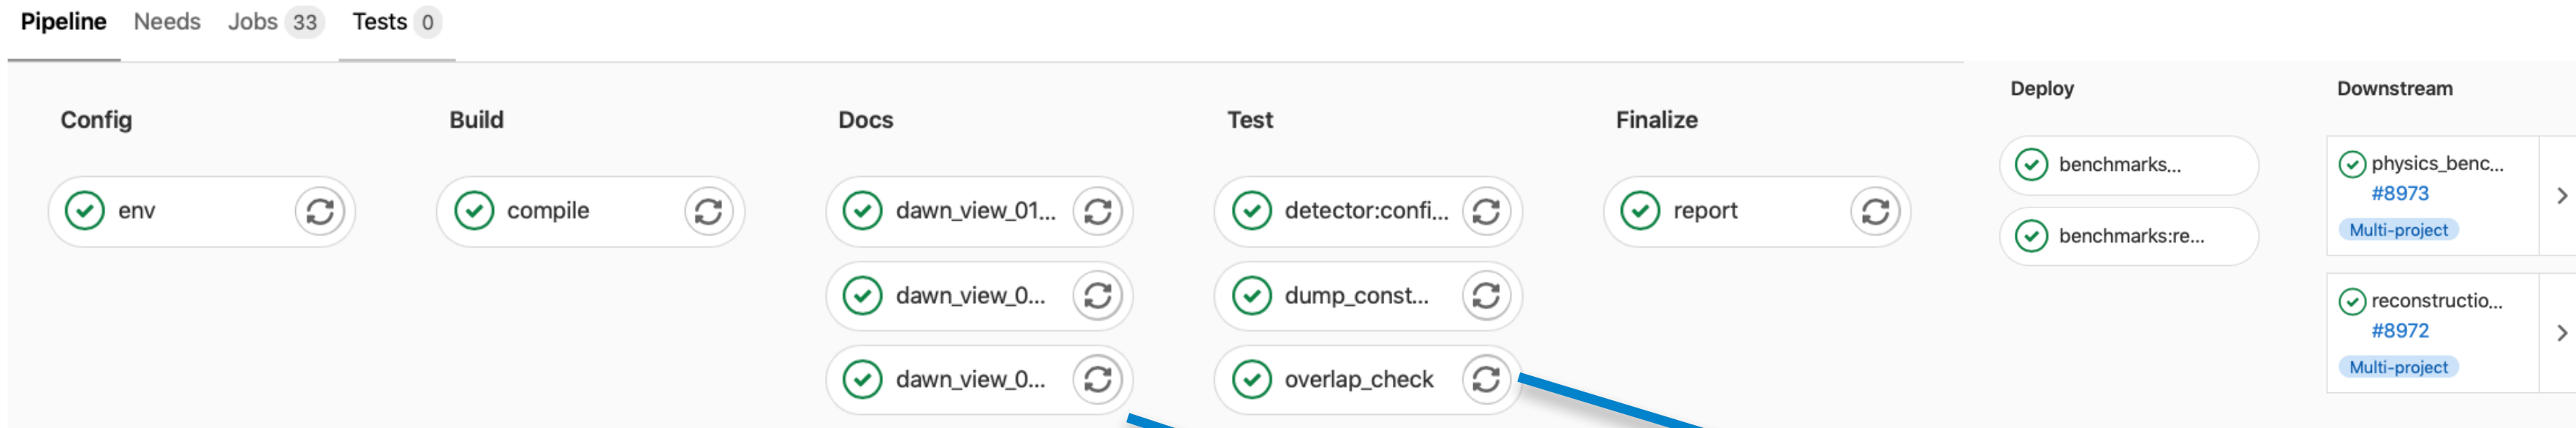 Pipeline Needs Jobs 33 Tests 0
Config
env
Build
compile
Docs
dawn_view_01...
dawn_view_0...
dawn_view_0...
Test
detector:confi...
dump_const...
overlap_check
Finalize
report
Deploy
benchmarks...
benchmarks:re...
Downstream
physics_benc...
#8973
Multi-project
reconstructio...
#8972
Multi-project